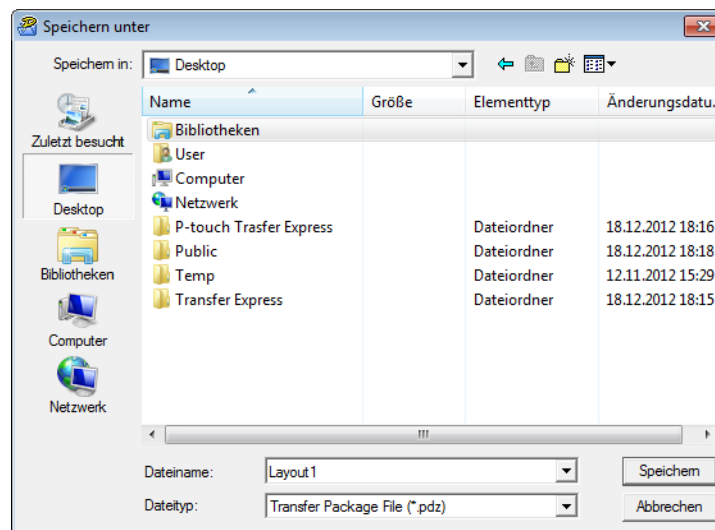 Speichern unter
Speichern in: Desktop
Name Größe Elementtyp Änderungsdatu.
Bibliotheken
User
Computer
Netzwerk
P-touch Trasfer Express Dateiordner 18.12.2012 18:16
Public Dateiordner 18.12.2012 18:18
Temp Dateiordner 12.11.2012 15:29
Transfer Express Dateiordner 18.12.2012 18:15
Zuletzt besucht
Desktop
Bibliotheken
Computer
Netzwerk
Dateiname: Layout1 Speichern
Dateityp: Transfer Package File (*.pdz) Abbrechen